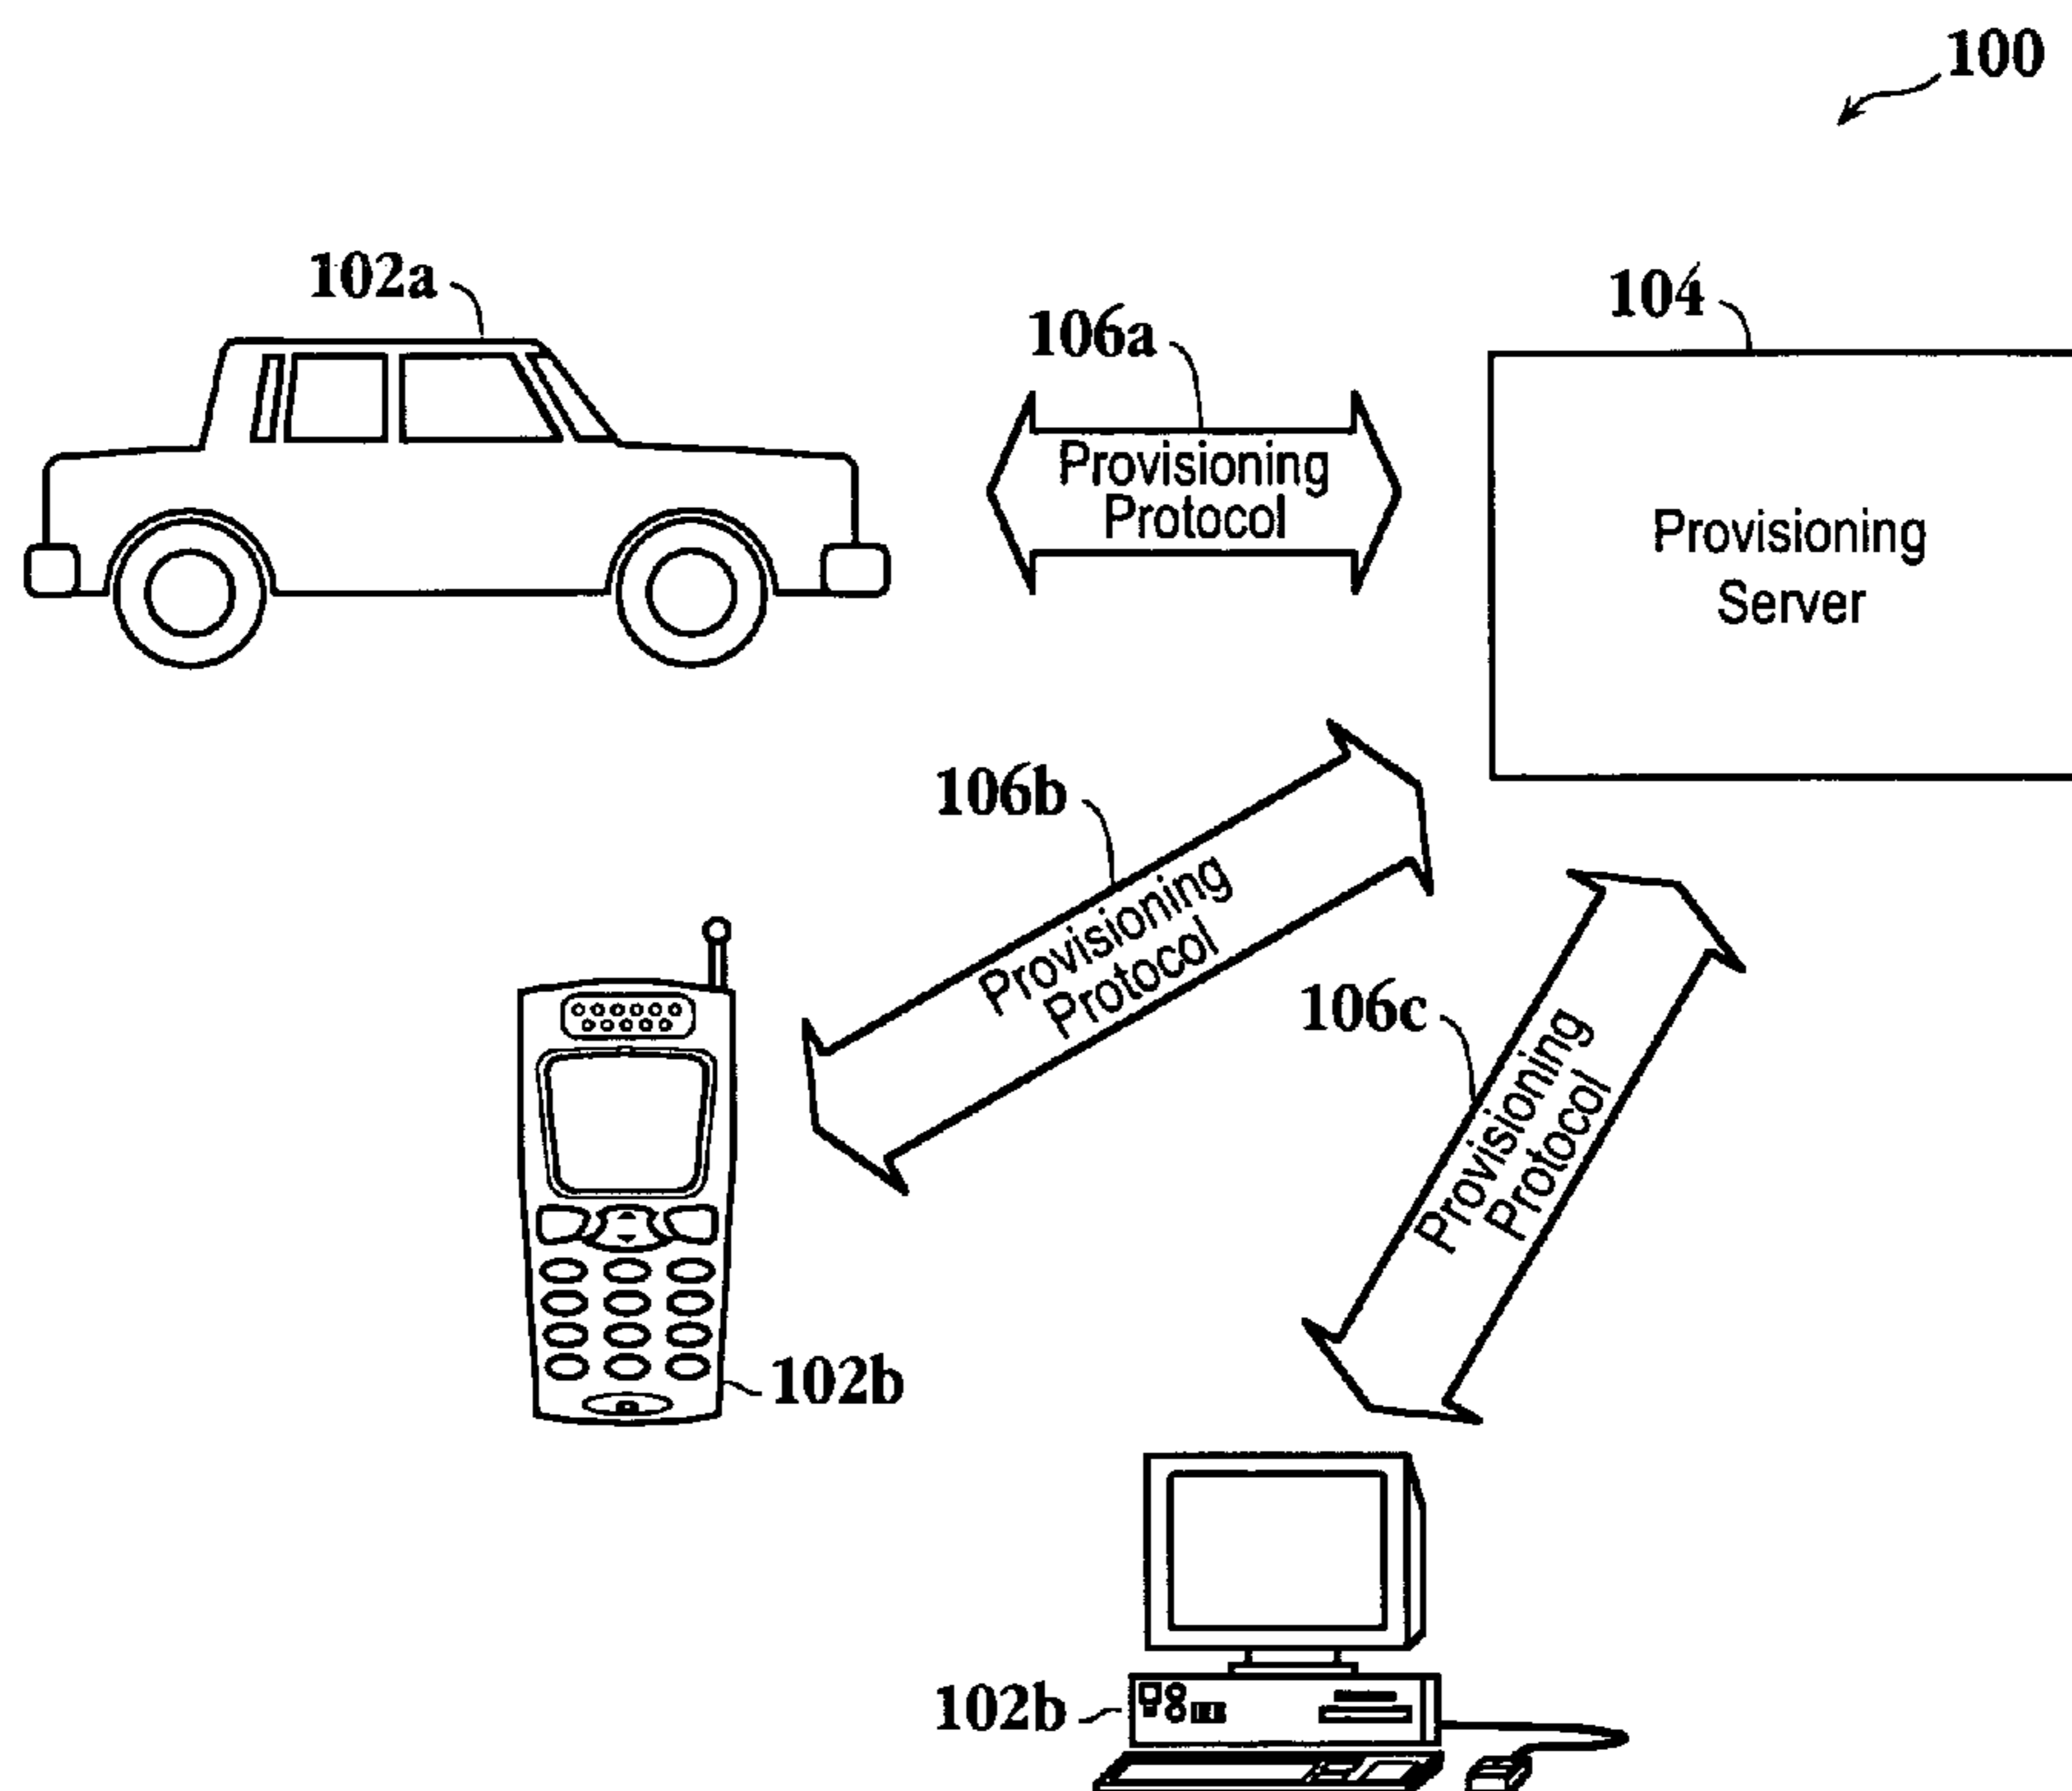 100
102a
106a
104
Provisioning
Protocol
Provisioning
Server
106b
Provisioning
Protocol
106c
Provisioning
Protocol
102b
102b